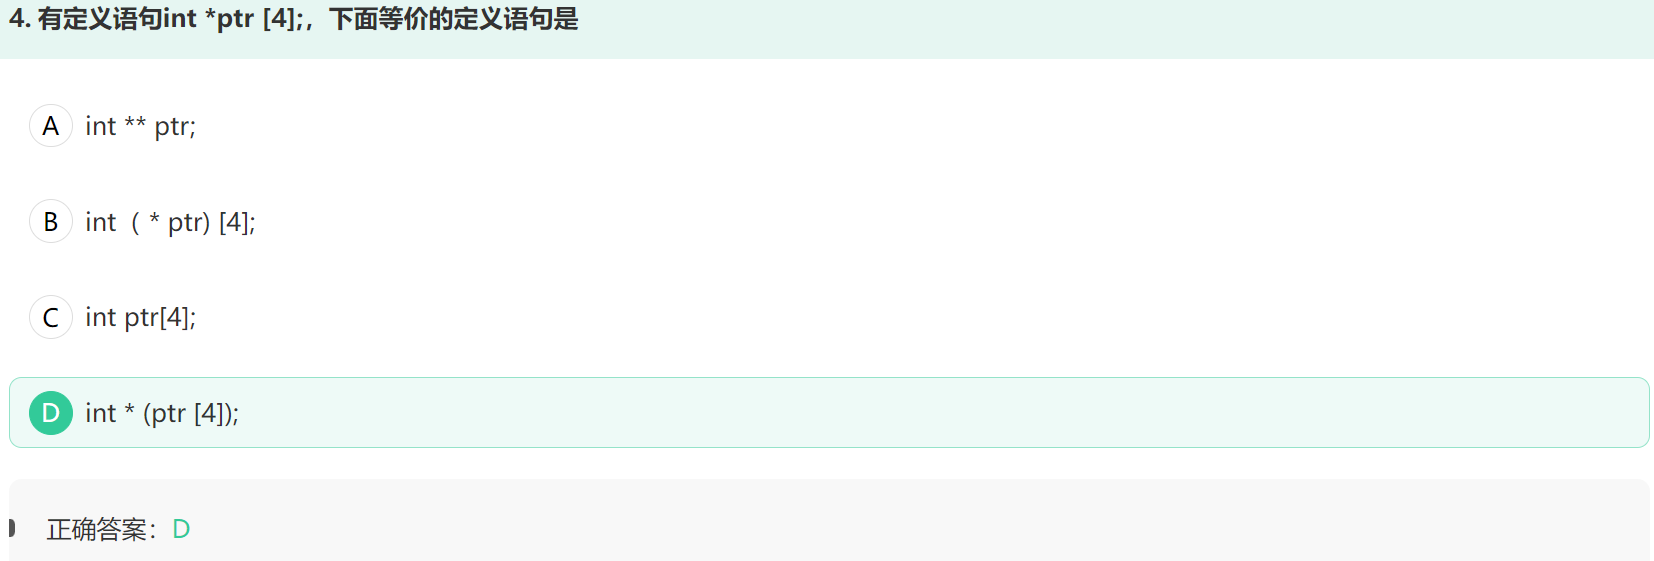 4. 有定义语句int *ptr [4];，下面等价的定义语句是
A int ** ptr;
B int（ * ptr) [4];
C int ptr[4];
D int * (ptr [4]);
正确答案：D